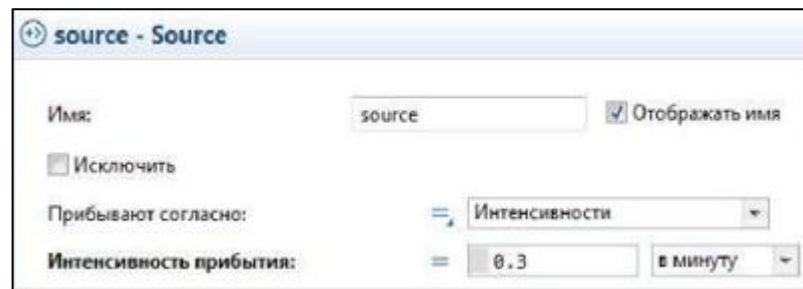 source - Source
Имя: source Отображать имя
Исключить
Прибывают согласно: Интенсивности
Интенсивность прибытия: 0.3 в минуту